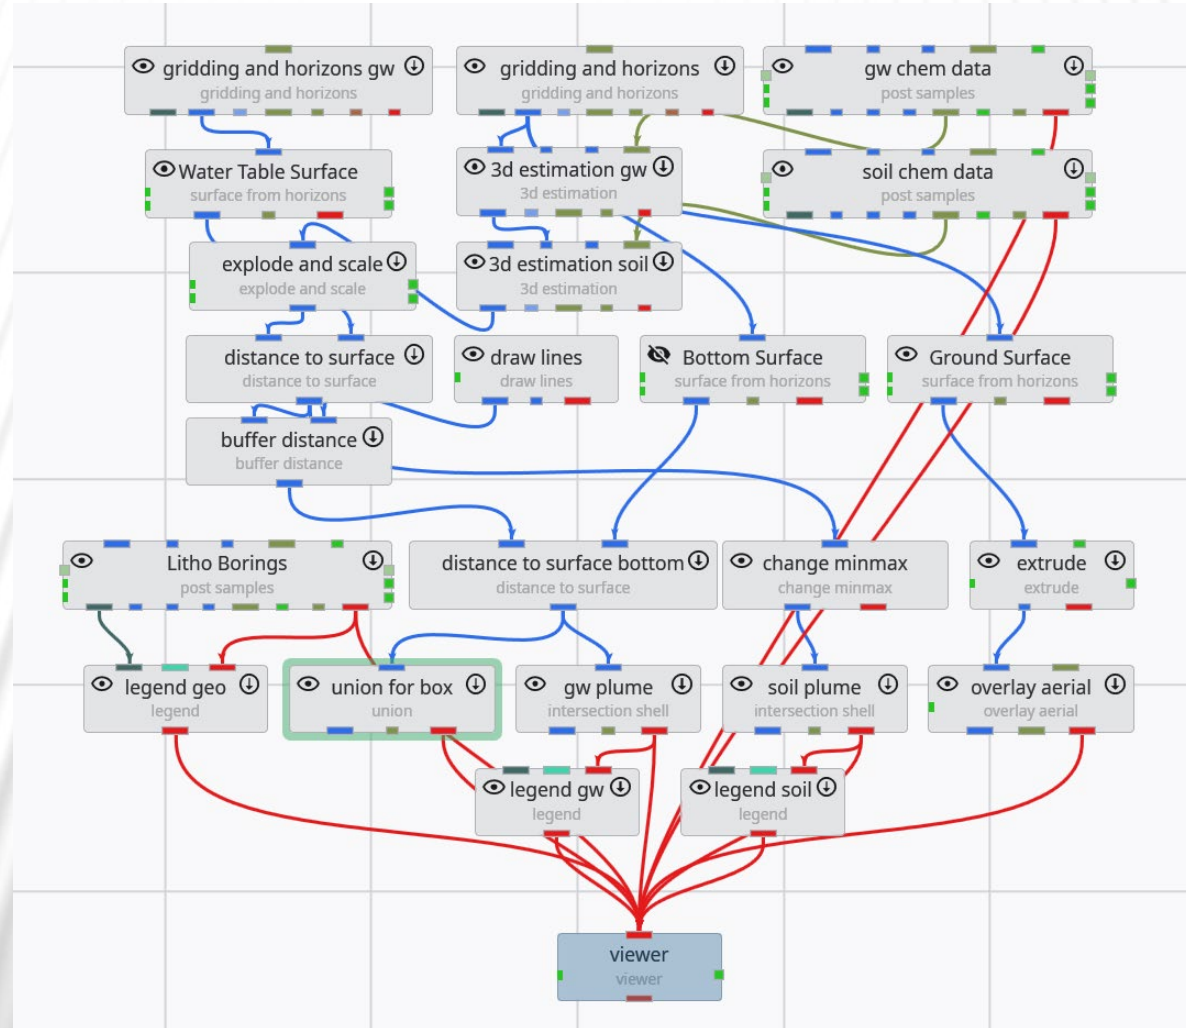 gridding and horizons gw
gridding and horizons
gridding and horizons
gridding and horizons
gw chem data
post samples
Water Table Surface
surface from horizons
3d estimation gw
3d estimation
soil chem data
post samples
explode and scale
explode and scale
3d estimation soil
3d estimation
distance to surface
distance to surface
draw lines
draw lines
Bottom Surface
surface from horizons
Ground Surface
surface from horizons
buffer distance
buffer distance
Litho Borings
post samples
distance to surface bottom
distance to surface
change minmax
change minmax
extrude
extrude
legend geo
legend
union for box
union
gw plume
intersection shell
soil plume
intersection shell
overlay aerial
overlay aerial
legend gw
legend
legend soil
legend
viewer
viewer